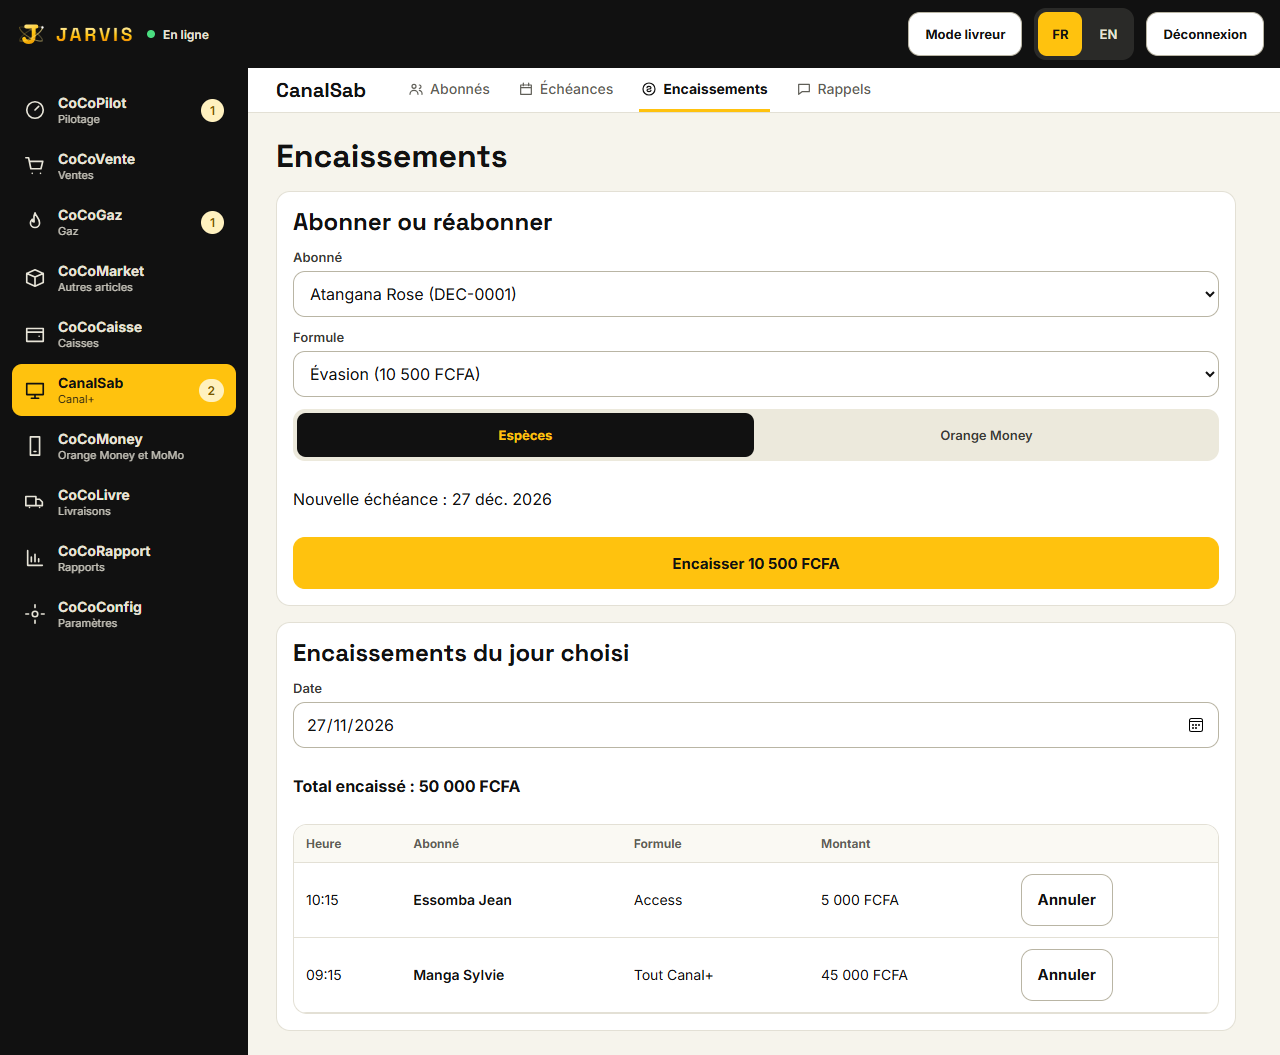 JARVIS
En ligne
Mode livreur
FR
EN
Déconnexion
CoCoPilot
Pilotage
1
CoCoVente
Ventes
CoCoGaz
Gaz
1
CoCoMarket
Autres articles
CoCoCaisse
Caisses
CanalSab
Canal+
2
CoCoMoney
Orange Money et MoMo
CoCoLivre
Livraisons
CoCoRapport
Rapports
CoCoConfig
Paramètres
CanalSab
Abonnés
Échéances
Encaissements
Rappels
Encaissements
Abonner ou réabonner
Abonné
Atangana Rose (DEC-0001)
Formule
Évasion (10 500 FCFA)
Espèces
Orange Money
Nouvelle échéance : 27 déc. 2026
Encaisser 10 500 FCFA
Encaissements du jour choisi
Date
27/11/2026
Total encaissé : 50 000 FCFA
Heure Abonné Formule Montant
10:15 Essomba Jean Access 5 000 FCFA Annuler
09:15 Manga Sylvie Tout Canal+ 45 000 FCFA Annuler